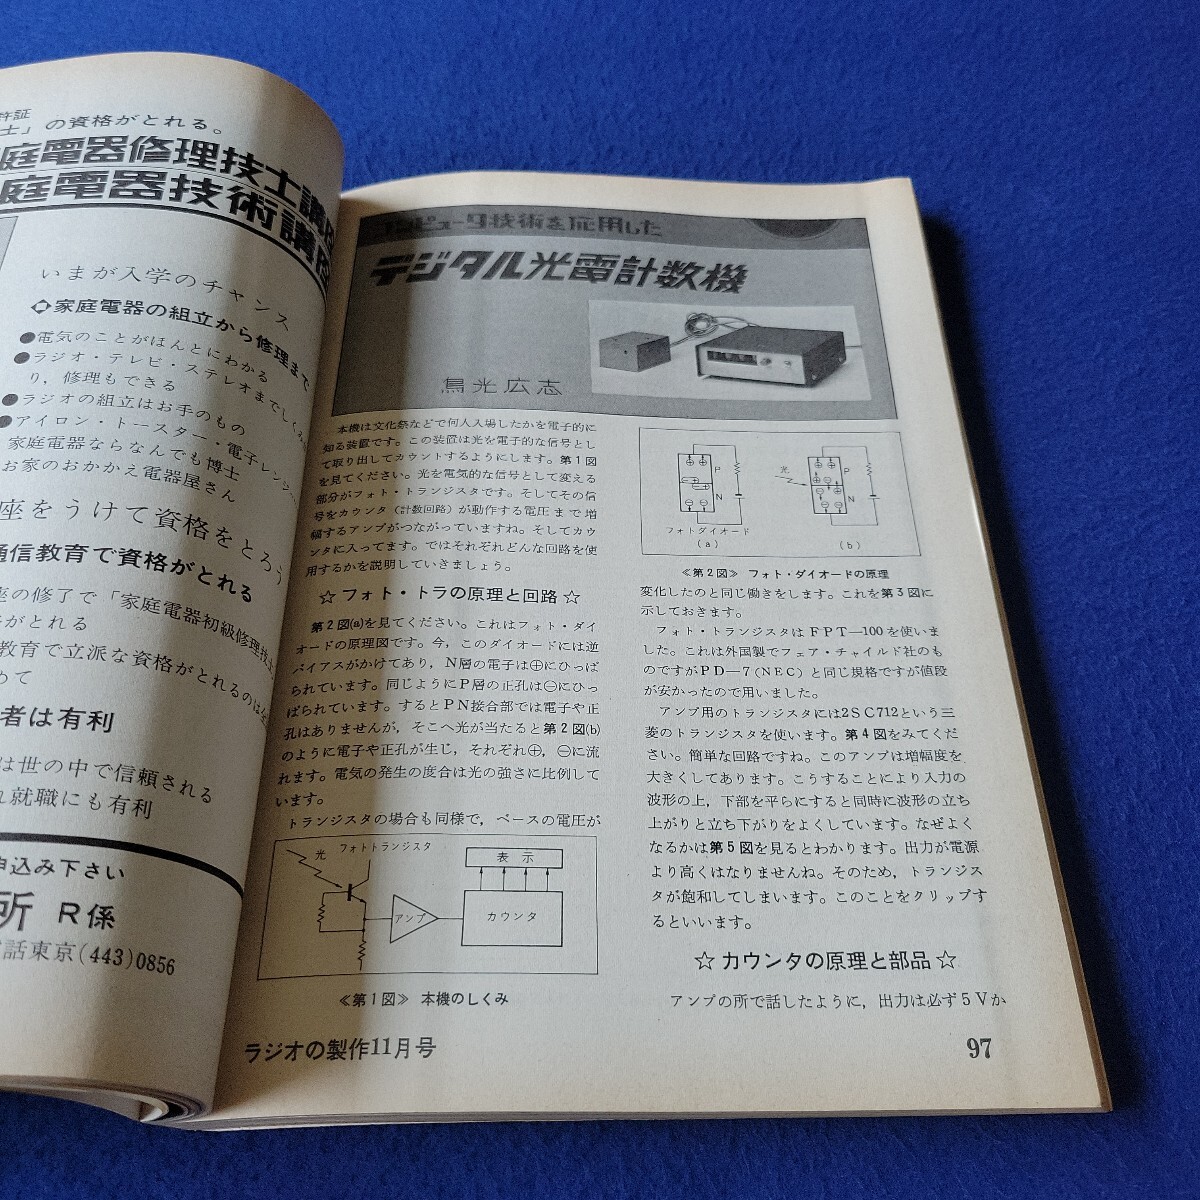 許証
士」の資格がとれる。
庭電器修理技士講座
庭電器技術講座
いまが入学のチャンス
家庭電器の組立から修理まで
●電気のことがほんとにわかる
●ラジオ・テレビ・ステレオまでしくみ
り，修理もできる
●ラジオの組立はお手のもの
●アイロン・トースター・電子レンジ
家庭電器ならなんでも博士
お家のおかかえ電器屋さん
座をうけて資格をとろう
通信教育で資格がとれる
座の修了で「家庭電器初級修理技士
がとれる
教育で立派な資格がとれるのは
めて
者は有利
は世の中で信頼される
れ就職にも有利
申込み下さい
所 R係
話東京(443)0856
コンピュータ技術を応用した
デジタル光電計数機
鳥光広志
本機は文化祭などで何人入場したかを電子的に
知る装置です。この装置は光を電子的な信号とし
て取り出してカウントするようにします。第1図
を見てください。光を電気的な信号として変える
部分がフォト・トランジスタです。そしてその信
号をカウンタ（計数回路）が動作する電圧まで増
幅するアンプがつながっていますね。そしてカウ
ンタに入ってます。ではそれぞれどんな回路を使
用するかを説明していきましょう。
☆フォト・トラの原理と回路☆
第2図(a)を見てください。これはフォト・ダイ
オードの原理図です。今，このダイオードには逆
バイアスがかけてあり，N層の電子は⊕にひっぱ
られています。同じようにP層の正孔は⊖にひっ
ぱられています。するとPN接合部では電子や正
孔はありませんが，そこへ光が当たると第2図(b)
のように電子や正孔が生じ，それぞれ⊕，⊖に流
れます。電気の発生の度合は光の強さに比例して
います。
トランジスタの場合も同様で，ベースの電圧が
光
フォトトランジスタ
アンプ
表示
カウンタ
≪第1図≫ 本機のしくみ
P
N
フォトダイオード
(a)
光
P
N
(b)
≪第2図≫ フォト・ダイオードの原理
変化したのと同じ働きをします。これを第3図に
示しておきます。
フォト・トランジスタはFPT―100を使いま
した。これは外国製でフェア・チャイルド社のも
のですがPD―7(NEC)と同じ規格ですが値段
が安かったので用いました。
アンプ用のトランジスタには2SC712という三
菱のトランジスタを使います。第4図をみてくだ
さい。簡単な回路ですね。このアンプは増幅度を
大きくしてあります。こうすることにより入力の
波形の上，下部を平らにすると同時に波形の立ち
上がりと立ち下がりをよくしています。なぜよく
なるかは第5図を見るとわかります。出力が電源
より高くはなりませんね。そのため，トランジス
タが飽和してしまいます。このことをクリップす
るといいます。
☆カウンタの原理と部品☆
アンプの所で話したように，出力は必ず5Vか
ラジオの製作11月号
97